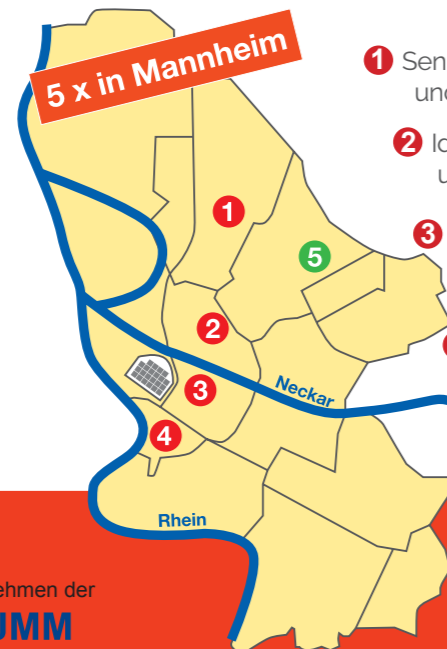 5 x in Mannheim
1 Sen
und
2
u
3
1
5
2
3
4
Neckar
Rhein
ehmen der
UMM